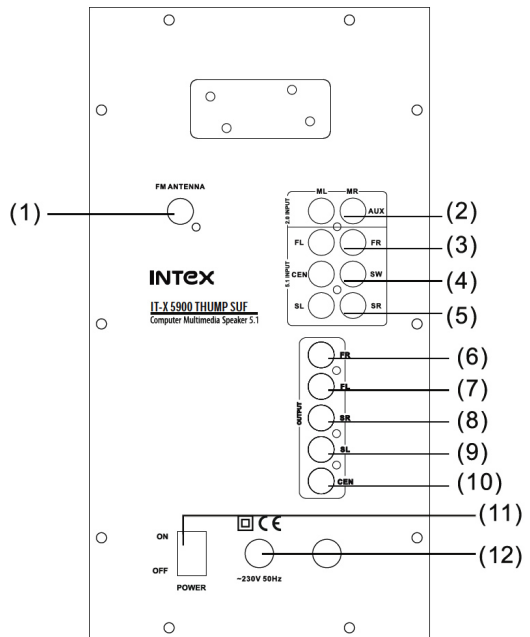 FM ANTENNA
(1)
ML MR
2.0 INPUT
AUX
(2)
5.1 INPUT
FL FR
(3)
CEN SW
(4)
SL SR
(5)
INTEX
IT-X 5900 THUMP SUF
Computer Multimedia Speaker 5.1
OUTPUT
FR
(6)
FL
(7)
SR
(8)
SL
(9)
CEN
(10)
(11)
ON
OFF
POWER
CE
~230V 50Hz
(12)